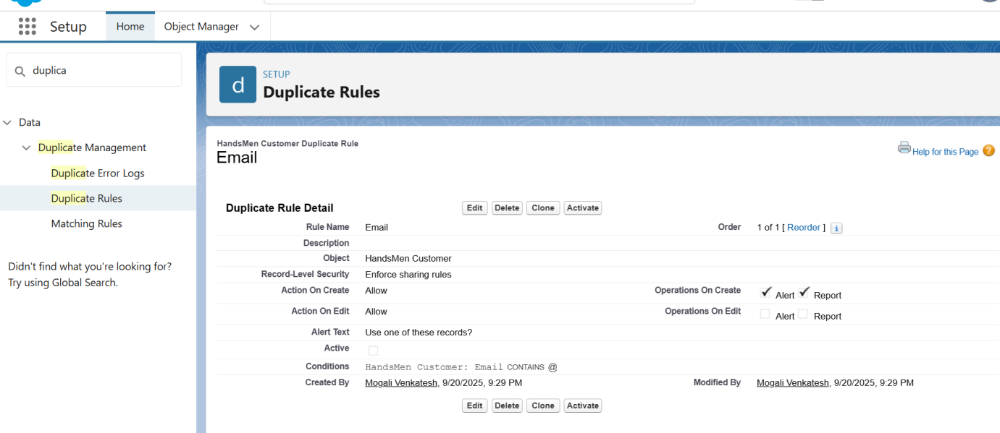 Setup
Home
Object Manager
duplica
d
SETUP
Duplicate Rules
Data
Duplicate Management
Duplicate Error Logs
Duplicate Rules
Matching Rules
Didn't find what you're looking for?
Try using Global Search.
HandsMen Customer Duplicate Rule
Email
Help for this Page ?
Duplicate Rule Detail Edit Delete Clone Activate
Rule Name Email Order 1 of 1 [ Reorder ] i
Description
Object HandsMen Customer
Record-Level Security Enforce sharing rules
Action On Create Allow Operations On Create Alert Report
Action On Edit Allow Operations On Edit Alert Report
Alert Text Use one of these records?
Active
Conditions HandsMen Customer: Email CONTAINS @
Created By Mogali Venkatesh, 9/20/2025, 9:29 PM Modified By Mogali Venkatesh, 9/20/2025, 9:29 PM
Edit Delete Clone Activate